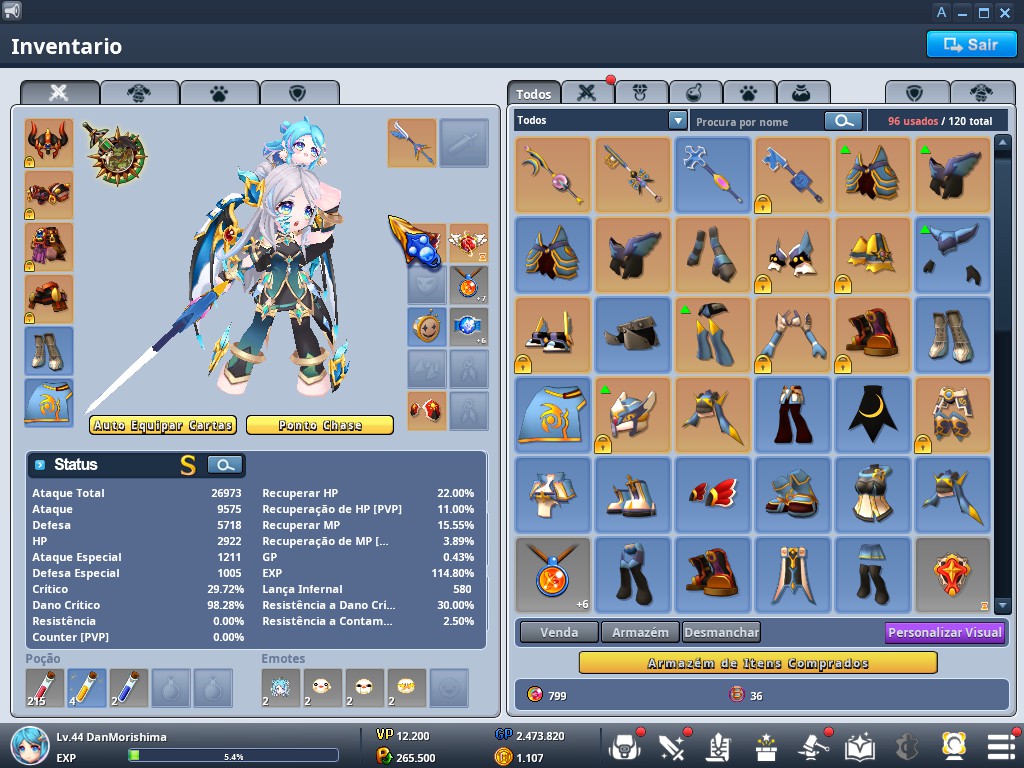 A
Inventario
Sair
Todos
Todos
Procura por nome
96 usados / 120 total
+7
+6
Auto Equipar Cartas
Ponto Chase
Status
S
Ataque Total 26973
Ataque 9575
Defesa 5718
HP 2922
Ataque Especial 1211
Defesa Especial 1005
Crítico 29.72%
Dano Crítico 98.28%
Resistência 0.00%
Counter [PVP] 0.00%
Recuperar HP 22.00%
Recuperação de HP [PVP] 11.00%
Recuperar MP 15.55%
Recuperação de MP [... 3.89%
GP 0.43%
EXP 114.80%
Lança Infernal 580
Resistência a Dano Crí... 30.00%
Resistência a Contam... 2.50%
+6
Venda
Armazém
Desmanchar
Personalizar Visual
Armazém de Itens Comprados
799
36
Poção
215
4
2
Emotes
2
2
2
2
Lv.44 DanMorishima
EXP 5.4%
VP 12.200
265.500
GP 2.473.820
1.107